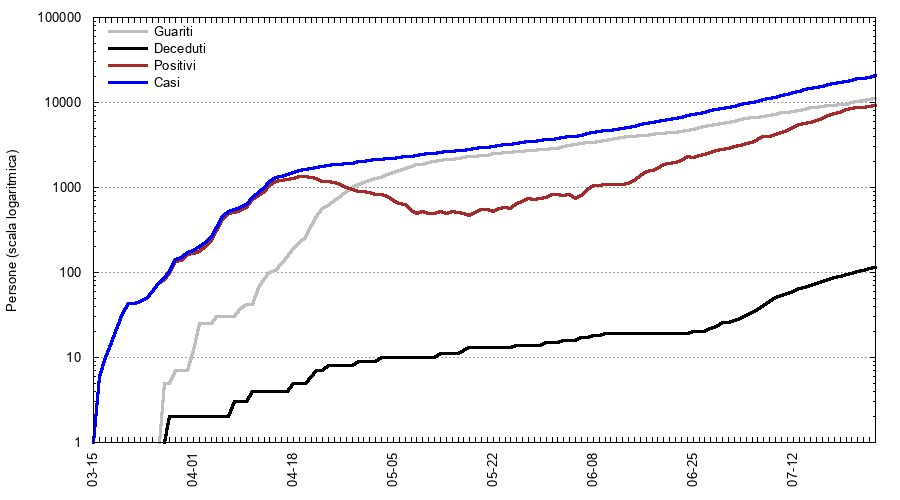 100000
10000
1000
100
10
1
Persone (scala logaritmica)
Guariti
Deceduti
Positivi
Casi
03-15
04-01
04-18
05-05
05-22
06-08
06-25
07-12